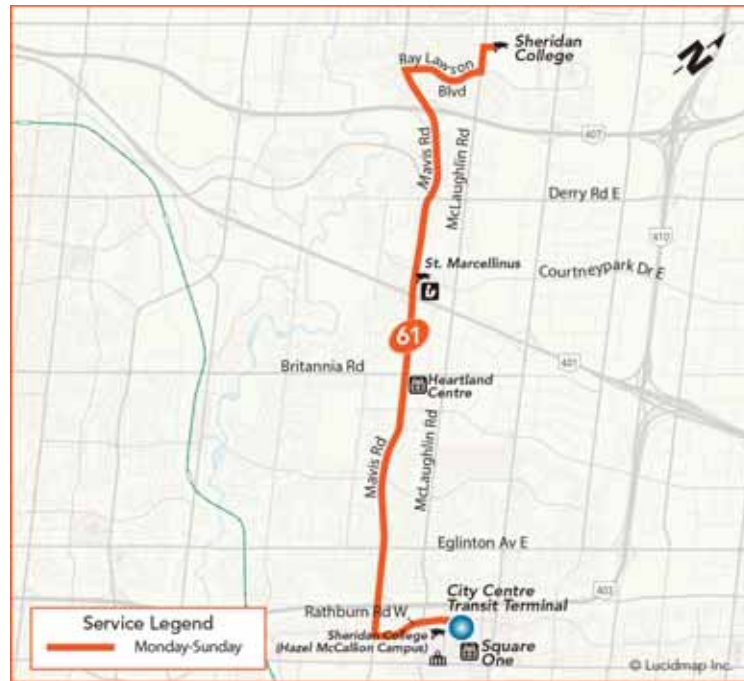 Sheridan
College
Ray Lawson
Blvd
N
407
Mavis Rd
McLaughlin Rd
Derry Rd E
410
St. Marcellinus
Courtneypark Dr E
61
401
Britannia Rd
Heartland
Centre
Mavis Rd
McLaughlin Rd
Eglinton Av E
City Centre
Transit Terminal
403
Rathburn Rd W
Sheridan College
(Hazel McCallion Campus)
Square
One
Service Legend
Monday-Sunday
© Lucidmap Inc.